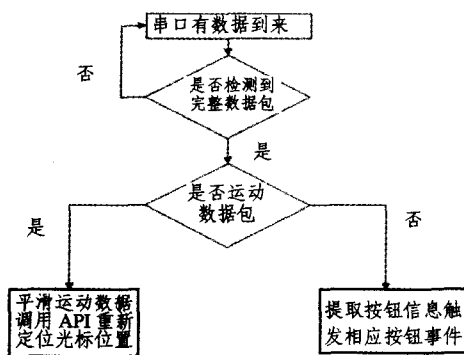 串口有数据到来
否
是否检测到
完整数据包
是
是否运动
数据包
是
否
平滑运动数据
调用 API 重新
定位光标位置
提取按钮信息触
发相应按钮事件